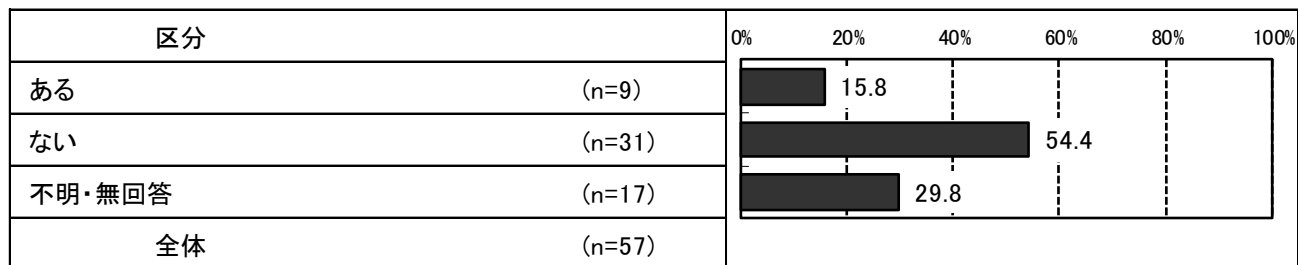 区分 0% 20% 40% 60% 80% 100%
ある (n=9) 15.8
ない (n=31) 54.4
不明・無回答 (n=17) 29.8
全体 (n=57)